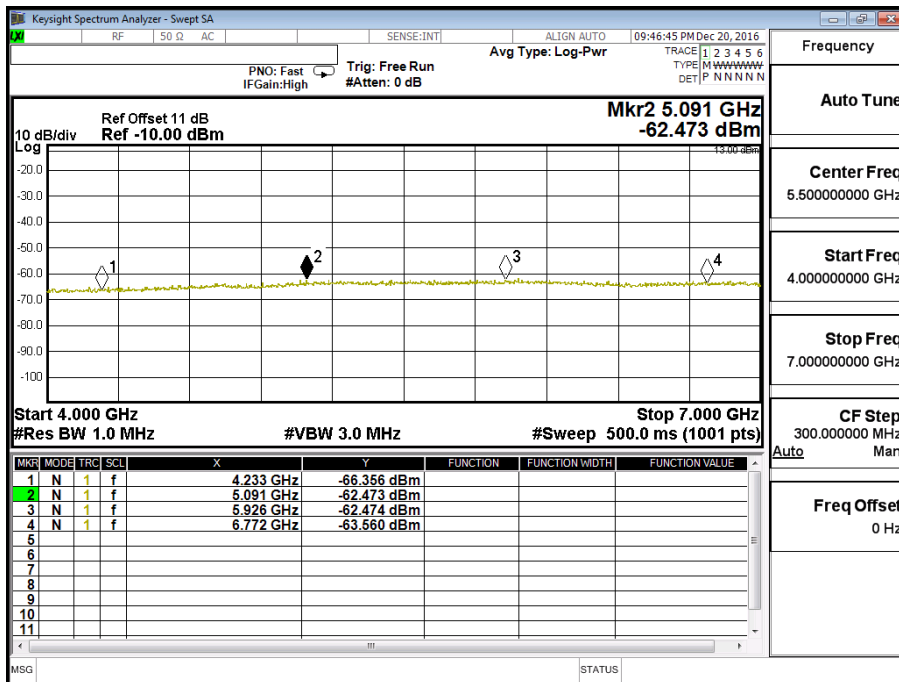 Keysight Spectrum Analyzer - Swept SA
LXI RF 50 Ω AC SENSE:INT ALIGN AUTO 09:46:45 PM Dec 20, 2016
PNO: Fast
IFGain:High
Trig: Free Run
#Atten: 0 dB
Avg Type: Log-Pwr
TRACE 1 2 3 4 5 6
TYPE M W W W W W
DET P N N N N N
Ref Offset 11 dB
10 dB/div Ref -10.00 dBm
Log
Mkr2 5.091 GHz
-62.473 dBm
13.00 dBm
-20.0
-30.0
-40.0
-50.0
-60.0
-70.0
-80.0
-90.0
-100
1 2 3 4
Start 4.000 GHz Stop 7.000 GHz
#Res BW 1.0 MHz #VBW 3.0 MHz #Sweep 500.0 ms (1001 pts)
MKR MODE TRC SCL X Y FUNCTION FUNCTION WIDTH FUNCTION VALUE
1 N 1 f 4.233 GHz -66.356 dBm
2 N 1 f 5.091 GHz -62.473 dBm
3 N 1 f 5.926 GHz -62.474 dBm
4 N 1 f 6.772 GHz -63.560 dBm
5
6
7
8
9
10
11
MSG STATUS
Frequency
Auto Tune
Center Freq
5.500000000 GHz
Start Freq
4.000000000 GHz
Stop Freq
7.000000000 GHz
CF Step
300.000000 MHz
Auto Man
Freq Offset
0 Hz